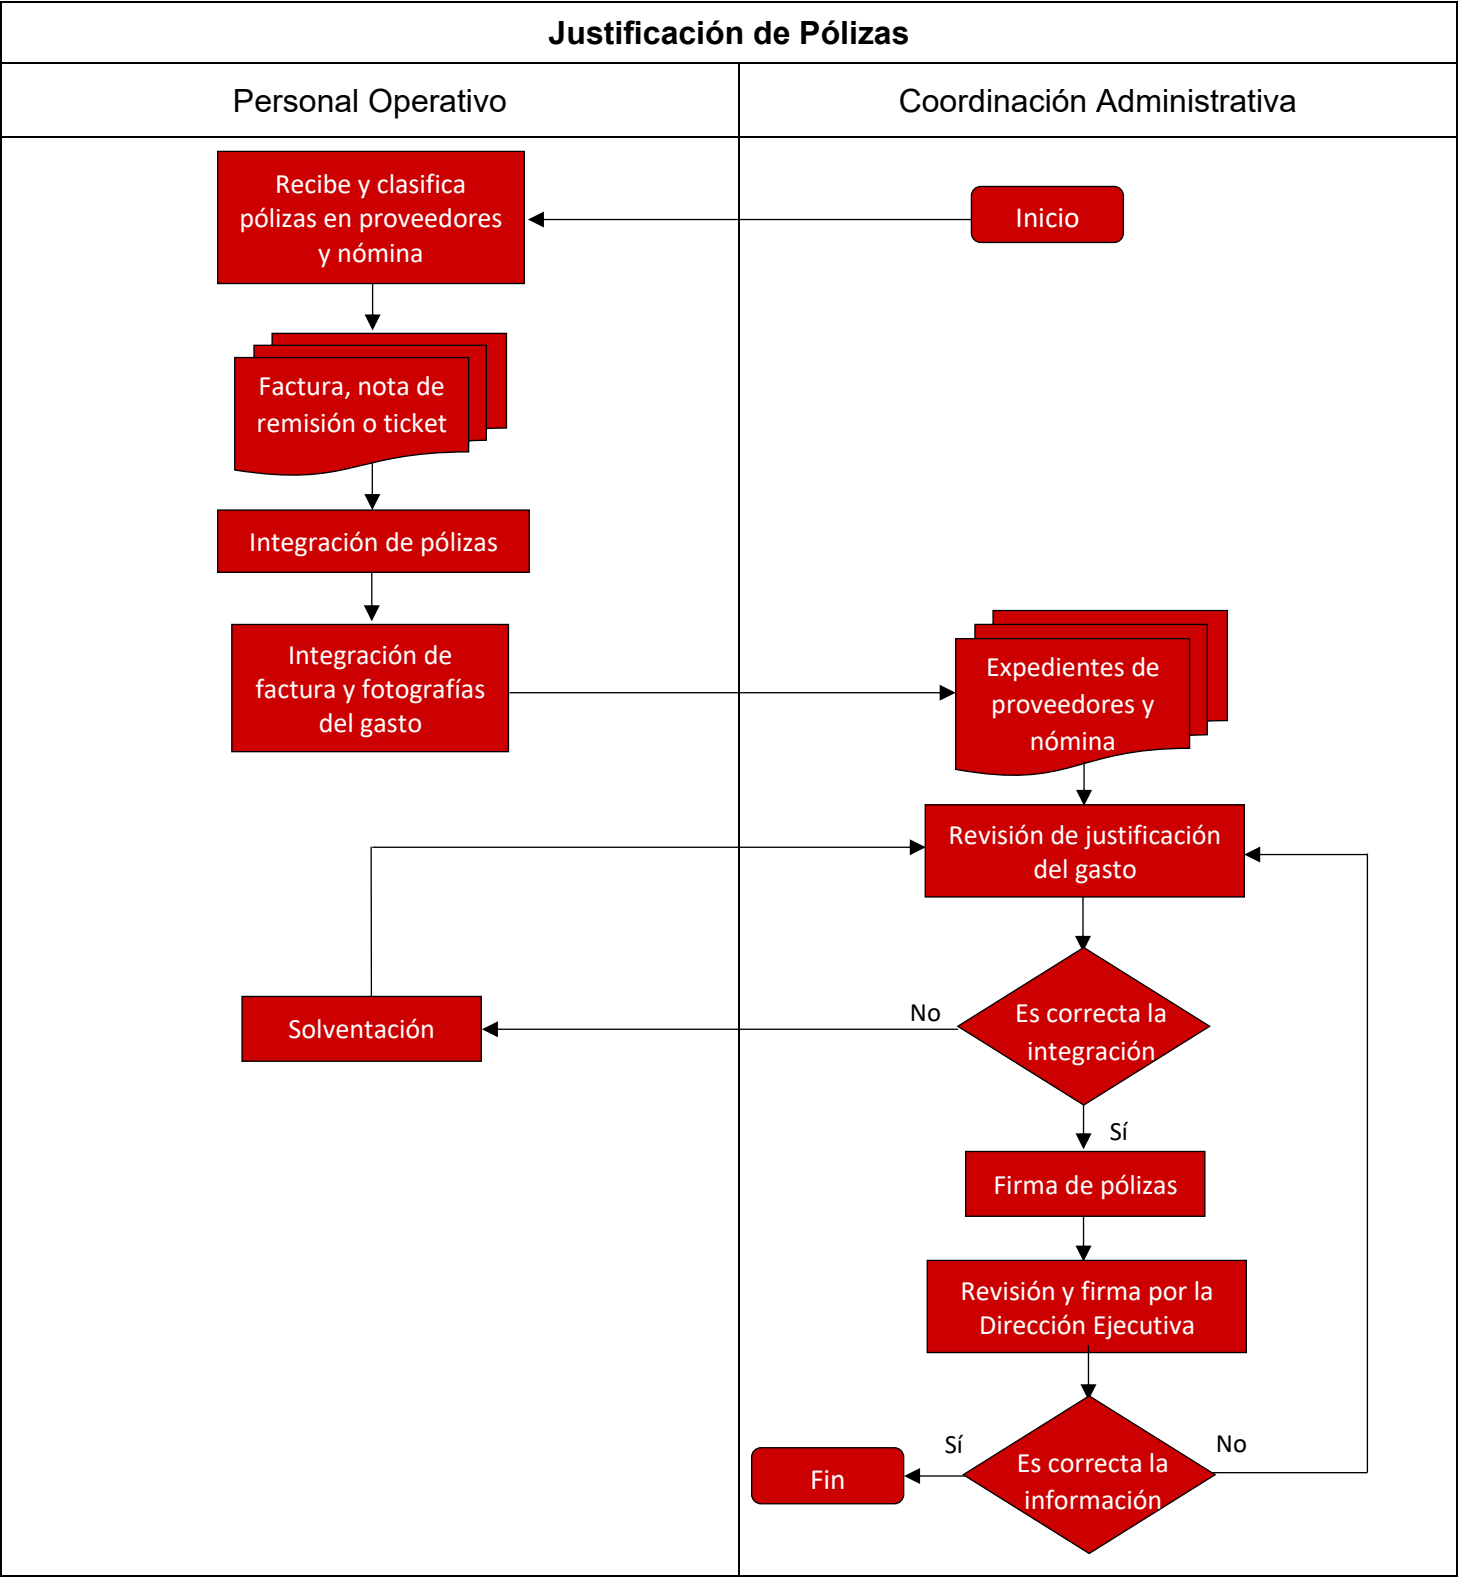 Justificación de Pólizas
Personal Operativo
Coordinación Administrativa
Recibe y clasifica
pólizas en proveedores
y nómina
Inicio
Factura, nota de
remisión o ticket
Integración de pólizas
Integración de
factura y fotografías
del gasto
Expedientes de
proveedores y
nómina
Revisión de justificación
del gasto
Solventación
No
Es correcta la
integración
Sí
Firma de pólizas
Revisión y firma por la
Dirección Ejecutiva
Sí
No
Es correcta la
información
Fin